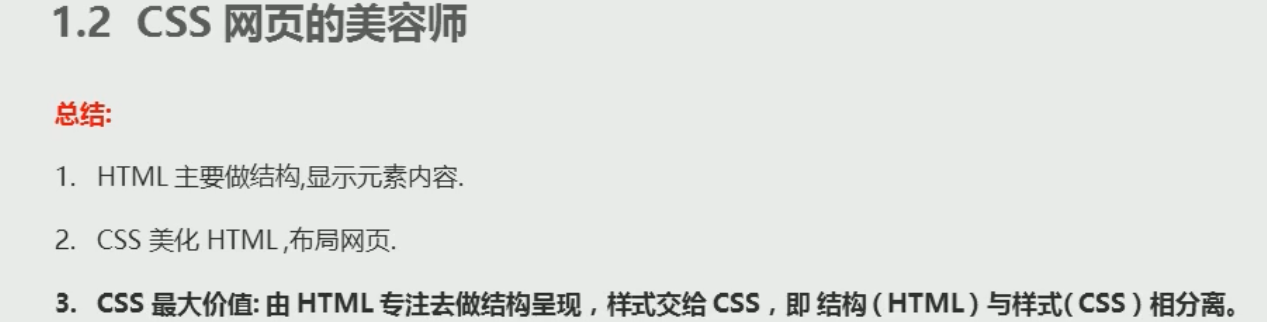 1.2 CSS 网页的美容师
总结:
1. HTML 主要做结构,显示元素内容.
2. CSS 美化 HTML ,布局网页.
3. CSS 最大价值: 由 HTML 专注去做结构呈现，样式交给 CSS，即 结构 ( HTML ) 与样式( CSS ) 相分离。